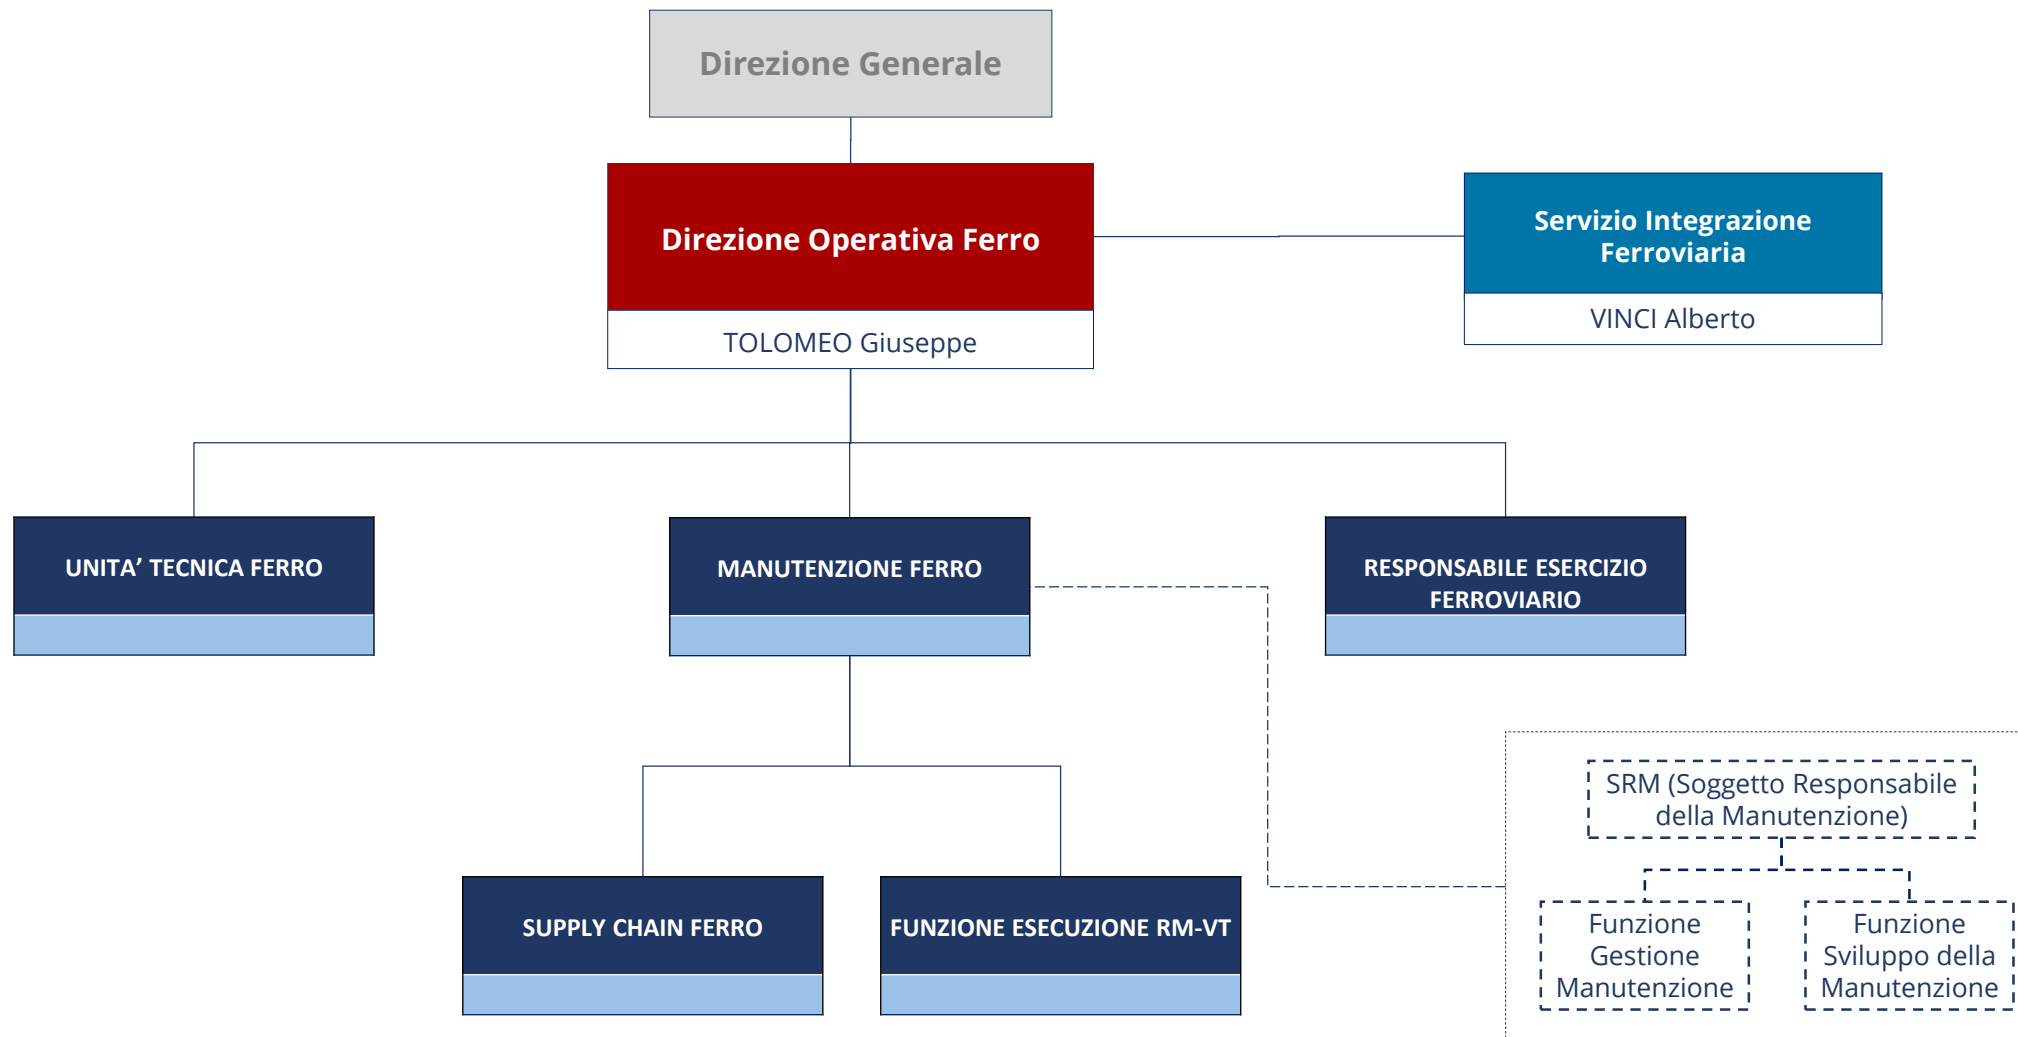 Direzione Generale
Direzione Operativa Ferro
TOLOMEO Giuseppe
Servizio Integrazione
Ferroviaria
VINCI Alberto
UNITA’ TECNICA FERRO
MANUTENZIONE FERRO
RESPONSABILE ESERCIZIO
FERROVIARIO
SUPPLY CHAIN FERRO
FUNZIONE ESECUZIONE RM-VT
SRM (Soggetto Responsabile
della Manutenzione)
Funzione
Gestione
Manutenzione
Funzione
Sviluppo della
Manutenzione